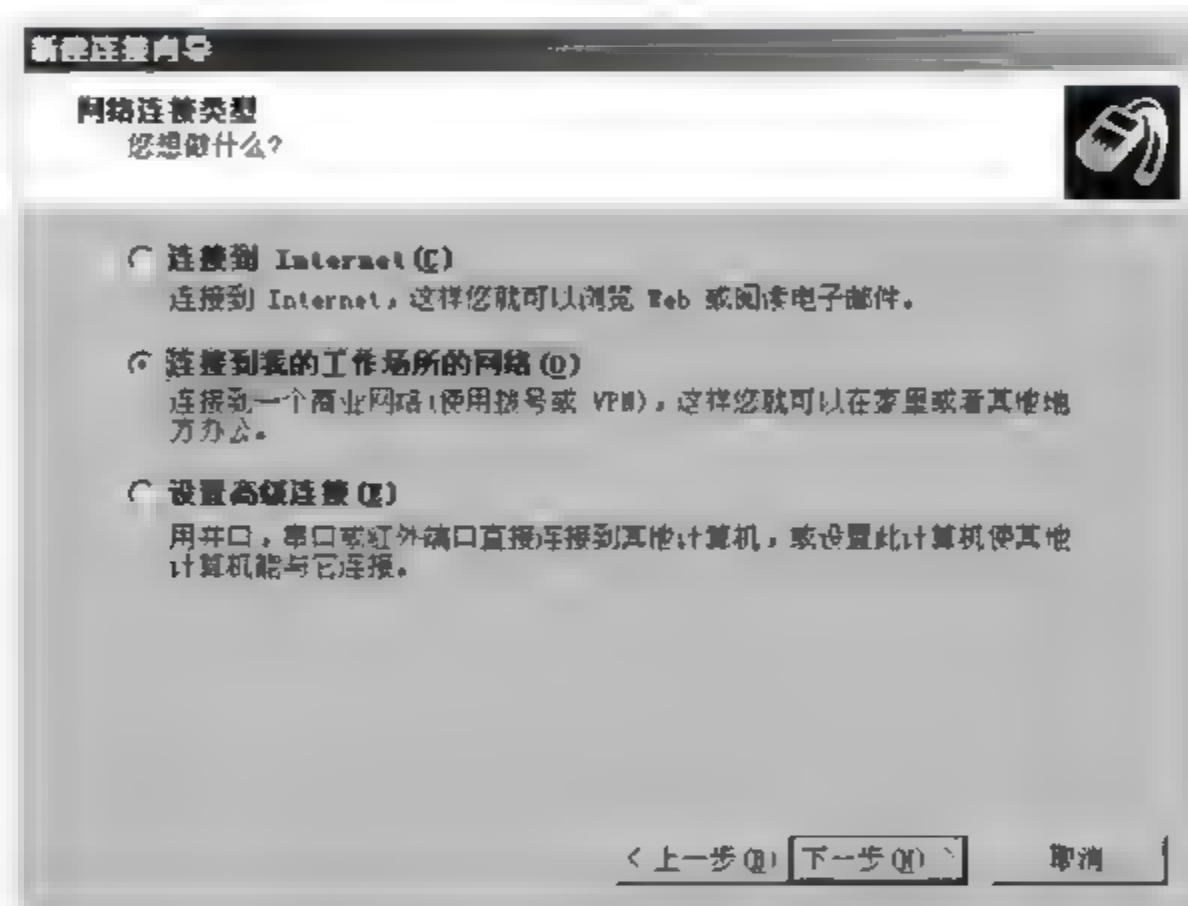 新建连接向导
网络连接类型
您想做什么?
连接到 Internet(C)
连接到 Internet，这样您就可以浏览 Web 或阅读电子邮件。
连接到我的工作场所的网络(O)
连接到一个商业网络(使用拨号或 VPN)，这样您就可以在家里或者其他地
方办公。
设置高级连接(E)
用并口，串口或红外端口直接连接到其他计算机，或设置此计算机使其他
计算机能与它连接。
< 上一步(B) 下一步(N) > 取消